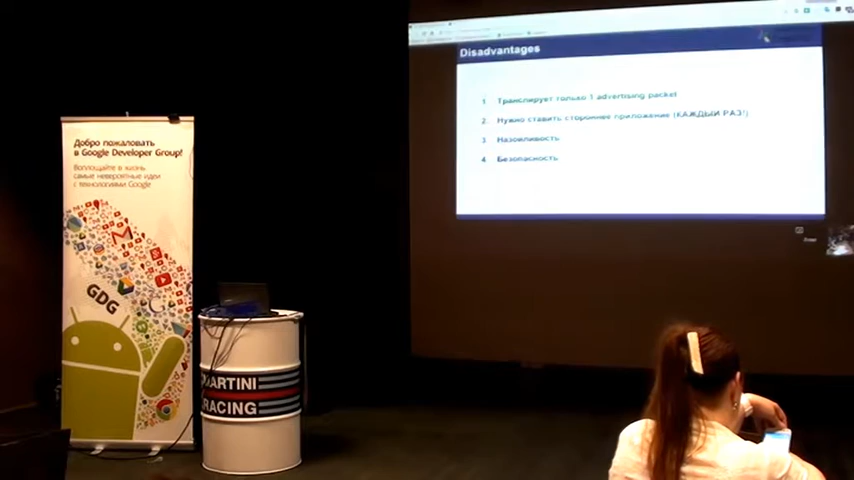 Disadvantages
1 Транслирует только 1 advertising packet
2. Нужно ставить стороннее приложение (КАЖДЫЙ РАЗ!)
3 Назойливость
4 Безопасность
Добро пожаловать
в Google Developer Group!
Воплощайте в жизнь
самые невероятные идеи
с технологиями Google!
GDG
MARTINI
RACING